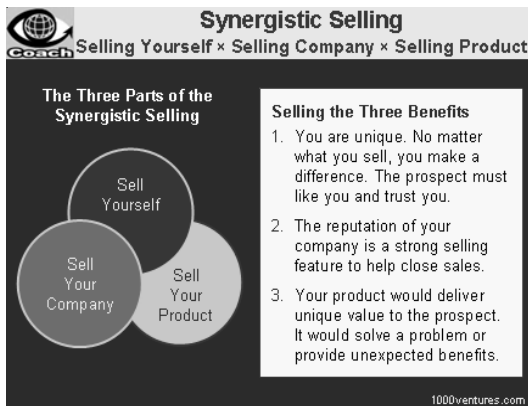 Synergistic Selling
Coach
Selling Yourself × Selling Company × Selling Product
The Three Parts of the
Synergistic Selling
Sell
Yourself
Sell
Your
Company
Sell
Your
Product
Selling the Three Benefits
1. You are unique. No matter
what you sell, you make a
difference. The prospect must
like you and trust you.
2. The reputation of your
company is a strong selling
feature to help close sales.
3. Your product would deliver
unique value to the prospect.
It would solve a problem or
provide unexpected benefits.
1000ventures.com